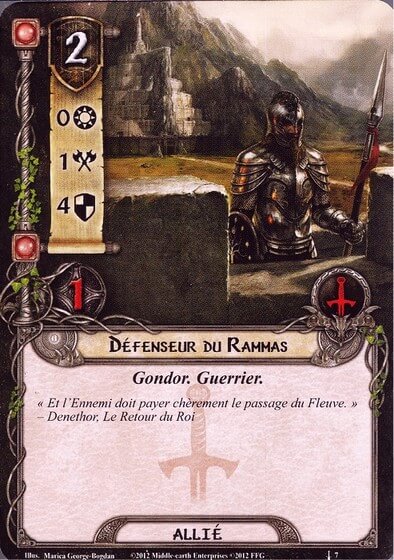 2
0
1
4
1
DÉFENSEUR DU RAMMAS
Gondor. Guerrier.
« Et l'Ennemi doit payer chèrement le passage du Fleuve. »
– Denethor, Le Retour du Roi
ALLIÉ
Illus. Marica George-Bogdan ©2012 Middle-earth Enterprises ©2012 FFG 7